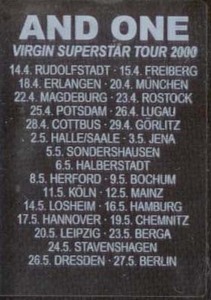 AND ONE
VIRGIN SUPERSTAR TOUR 2000
14.4. RUDOLFSTADT · 15.4. FREIBERG
18.4. ERLANGEN · 20.4. MÜNCHEN
22.4. MAGDEBURG · 23.4. ROSTOCK
25.4. POTSDAM · 26.4. LUGAU
28.4. COTTBUS · 29.4. GÖRLITZ
2.5. HALLE/SAALE · 3.5. JENA
5.5. SONDERSHAUSEN
6.5. HALBERSTADT
8.5. HERFORD · 9.5. BOCHUM
11.5. KÖLN · 12.5. MAINZ
14.5. LOSHEIM · 16.5. HAMBURG
17.5. HANNOVER · 19.5. CHEMNITZ
20.5. LEIPZIG · 23.5. BERGA
24.5. STAVENSHAGEN
26.5. DRESDEN · 27.5. BERLIN